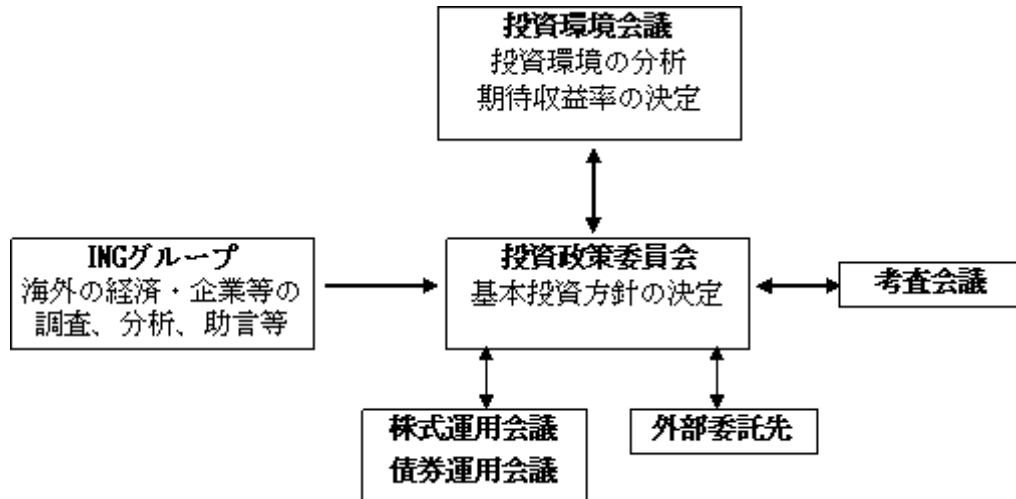 投資環境会議
投資環境の分析
期待収益率の決定
INGグループ
海外の経済・企業等の
調査、分析、助言等
投資政策委員会
基本投資方針の決定
考査会議
株式運用会議
債券運用会議
外部委託先